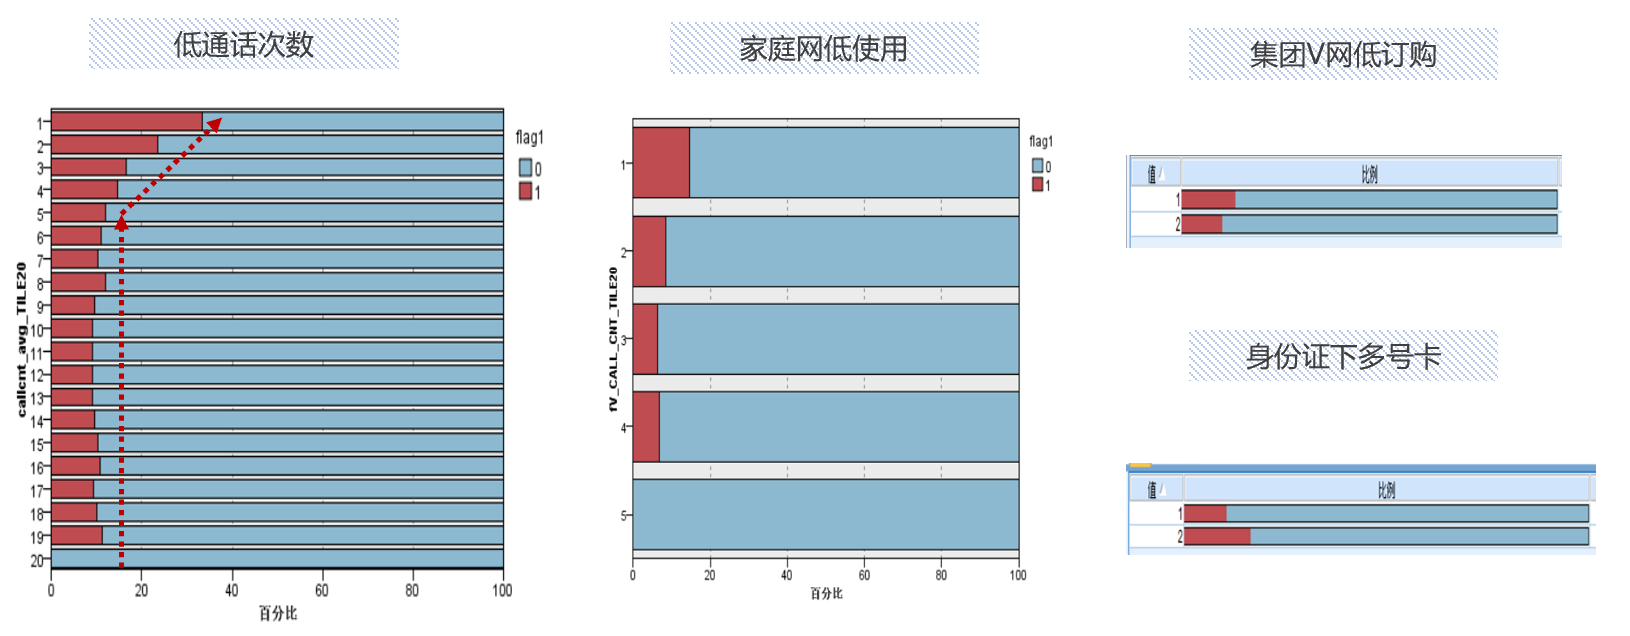 低通话次数
家庭网低使用
集团V网低订购
callcnt_avg_TILE20
1
2
3
4
5
6
7
8
9
10
11
12
13
14
15
16
17
18
19
20
0 20 40 60 80 100
百分比
flag1
0
1
fV_CALL_CNT_TILE20
1
2
3
4
5
0 20 40 60 80 100
百分比
flag1
0
1
值 比例
1
2
身份证下多号卡
值 比例
1
2